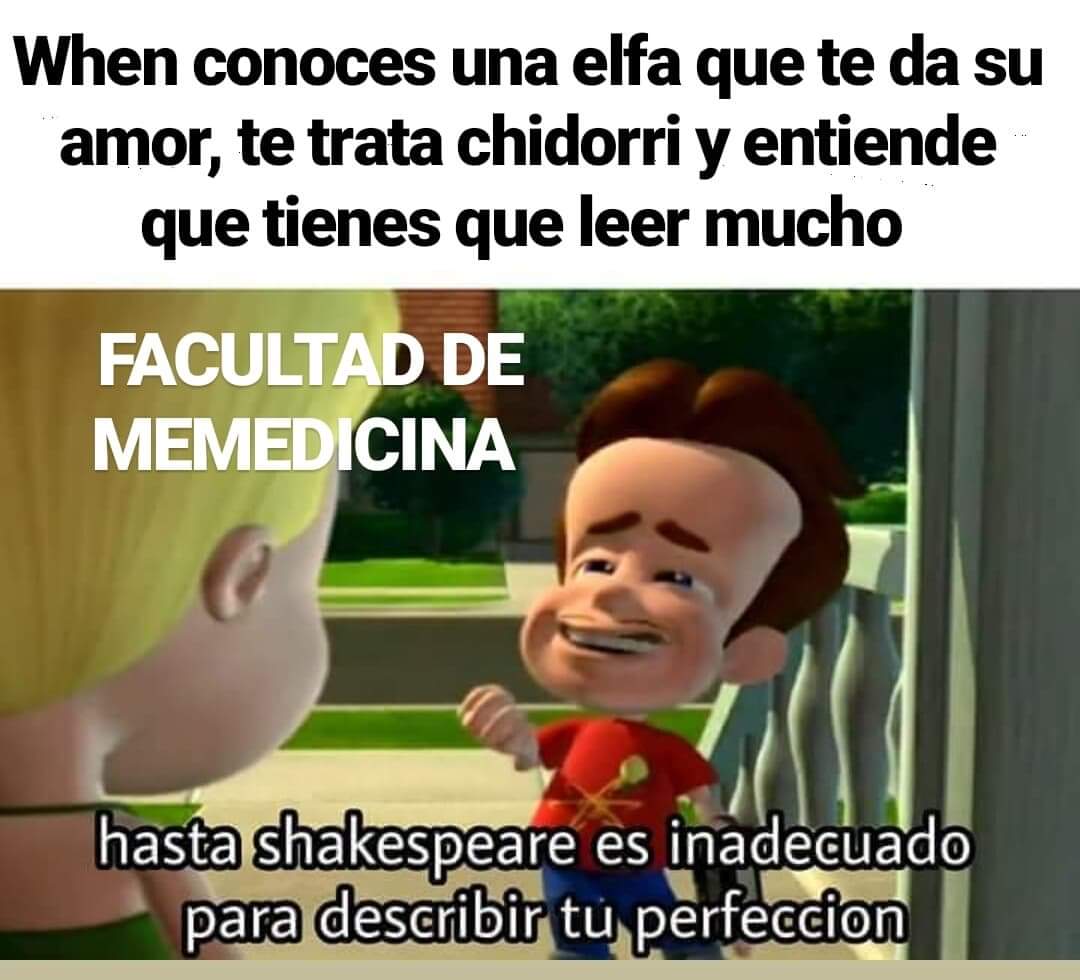 When conoces una elfa que te da su
amor, te trata chidorri y entiende
que tienes que leer mucho
FACULTAD DE
MEMEDICINA
hasta shakespeare es inadecuado
para describir tu perfeccion